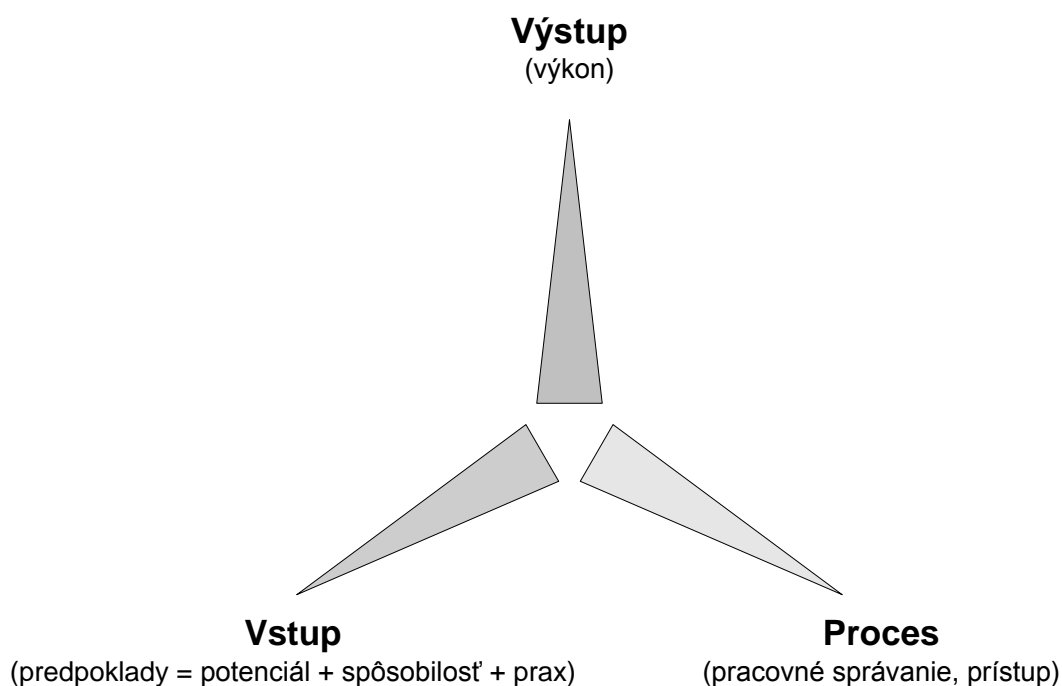 Výstup
(výkon)
Vstup
(predpoklady = potenciál + spôsobilosť + prax)
Proces
(pracovné správanie, prístup)